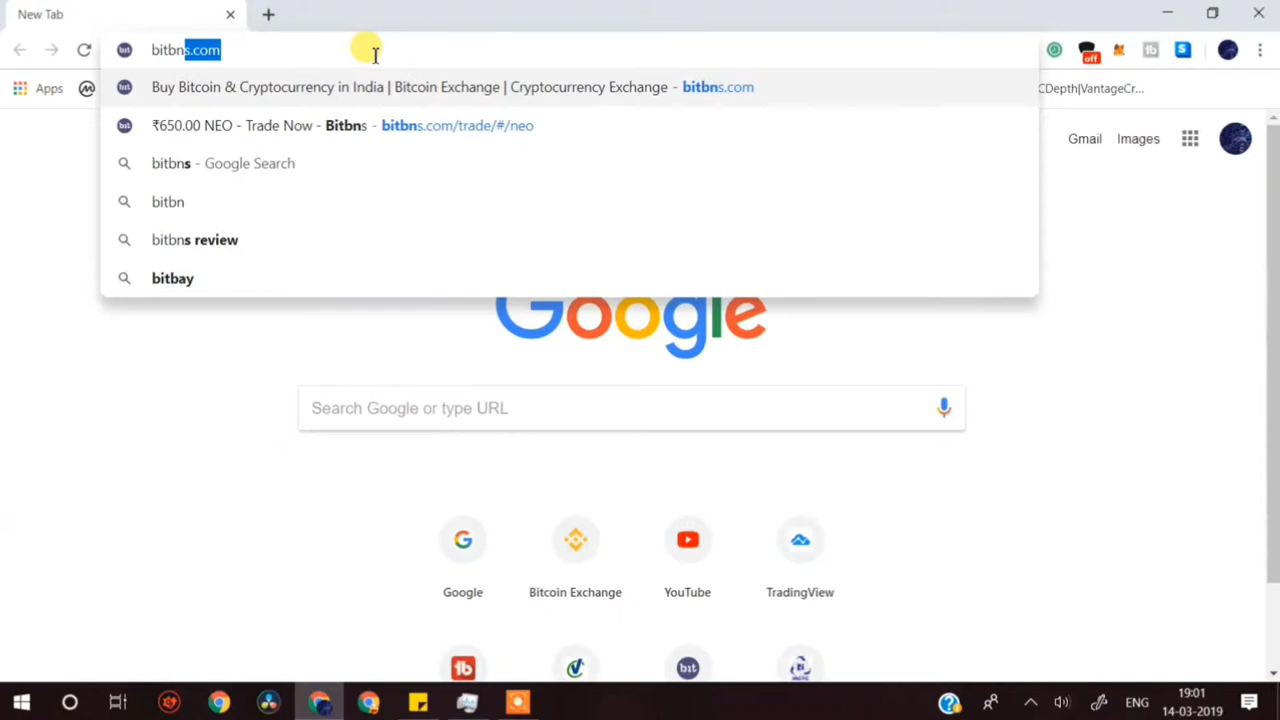 New Tab
bitbns.com
Buy Bitcoin & Cryptocurrency in India | Bitcoin Exchange | Cryptocurrency Exchange - bitbns.com
₹650.00 NEO - Trade Now - Bitbns - bitbns.com/trade/#/neo
bitbns - Google Search
bitbn
bitbns review
bitbay
off
Apps
CDepth|VantageCr...
Gmail Images
Google
Search Google or type URL
Google Bitcoin Exchange YouTube TradingView
bit
ENG
19:01
14-03-2019